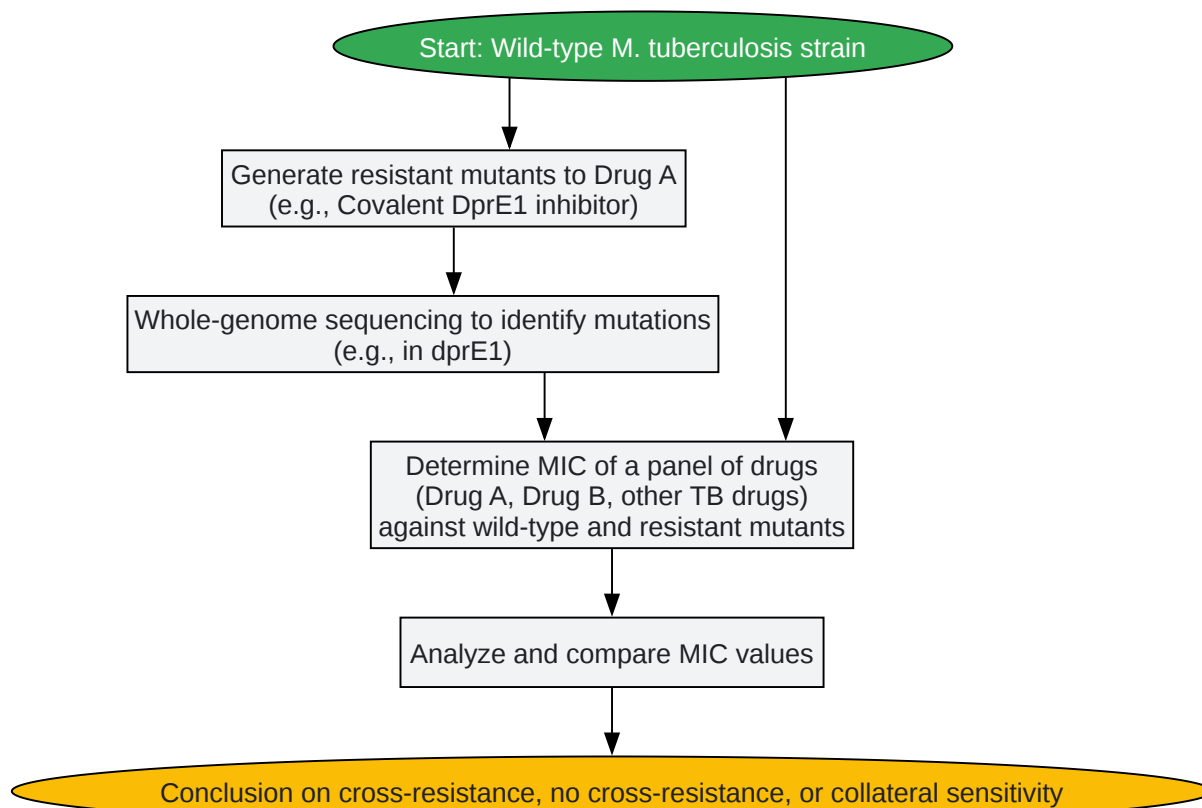 Start: Wild-type M. tuberculosis strain
Generate resistant mutants to Drug A
(e.g., Covalent DprE1 inhibitor)
Whole-genome sequencing to identify mutations
(e.g., in dprE1)
Determine MIC of a panel of drugs
(Drug A, Drug B, other TB drugs)
against wild-type and resistant mutants
Analyze and compare MIC values
Conclusion on cross-resistance, no cross-resistance, or collateral sensitivity